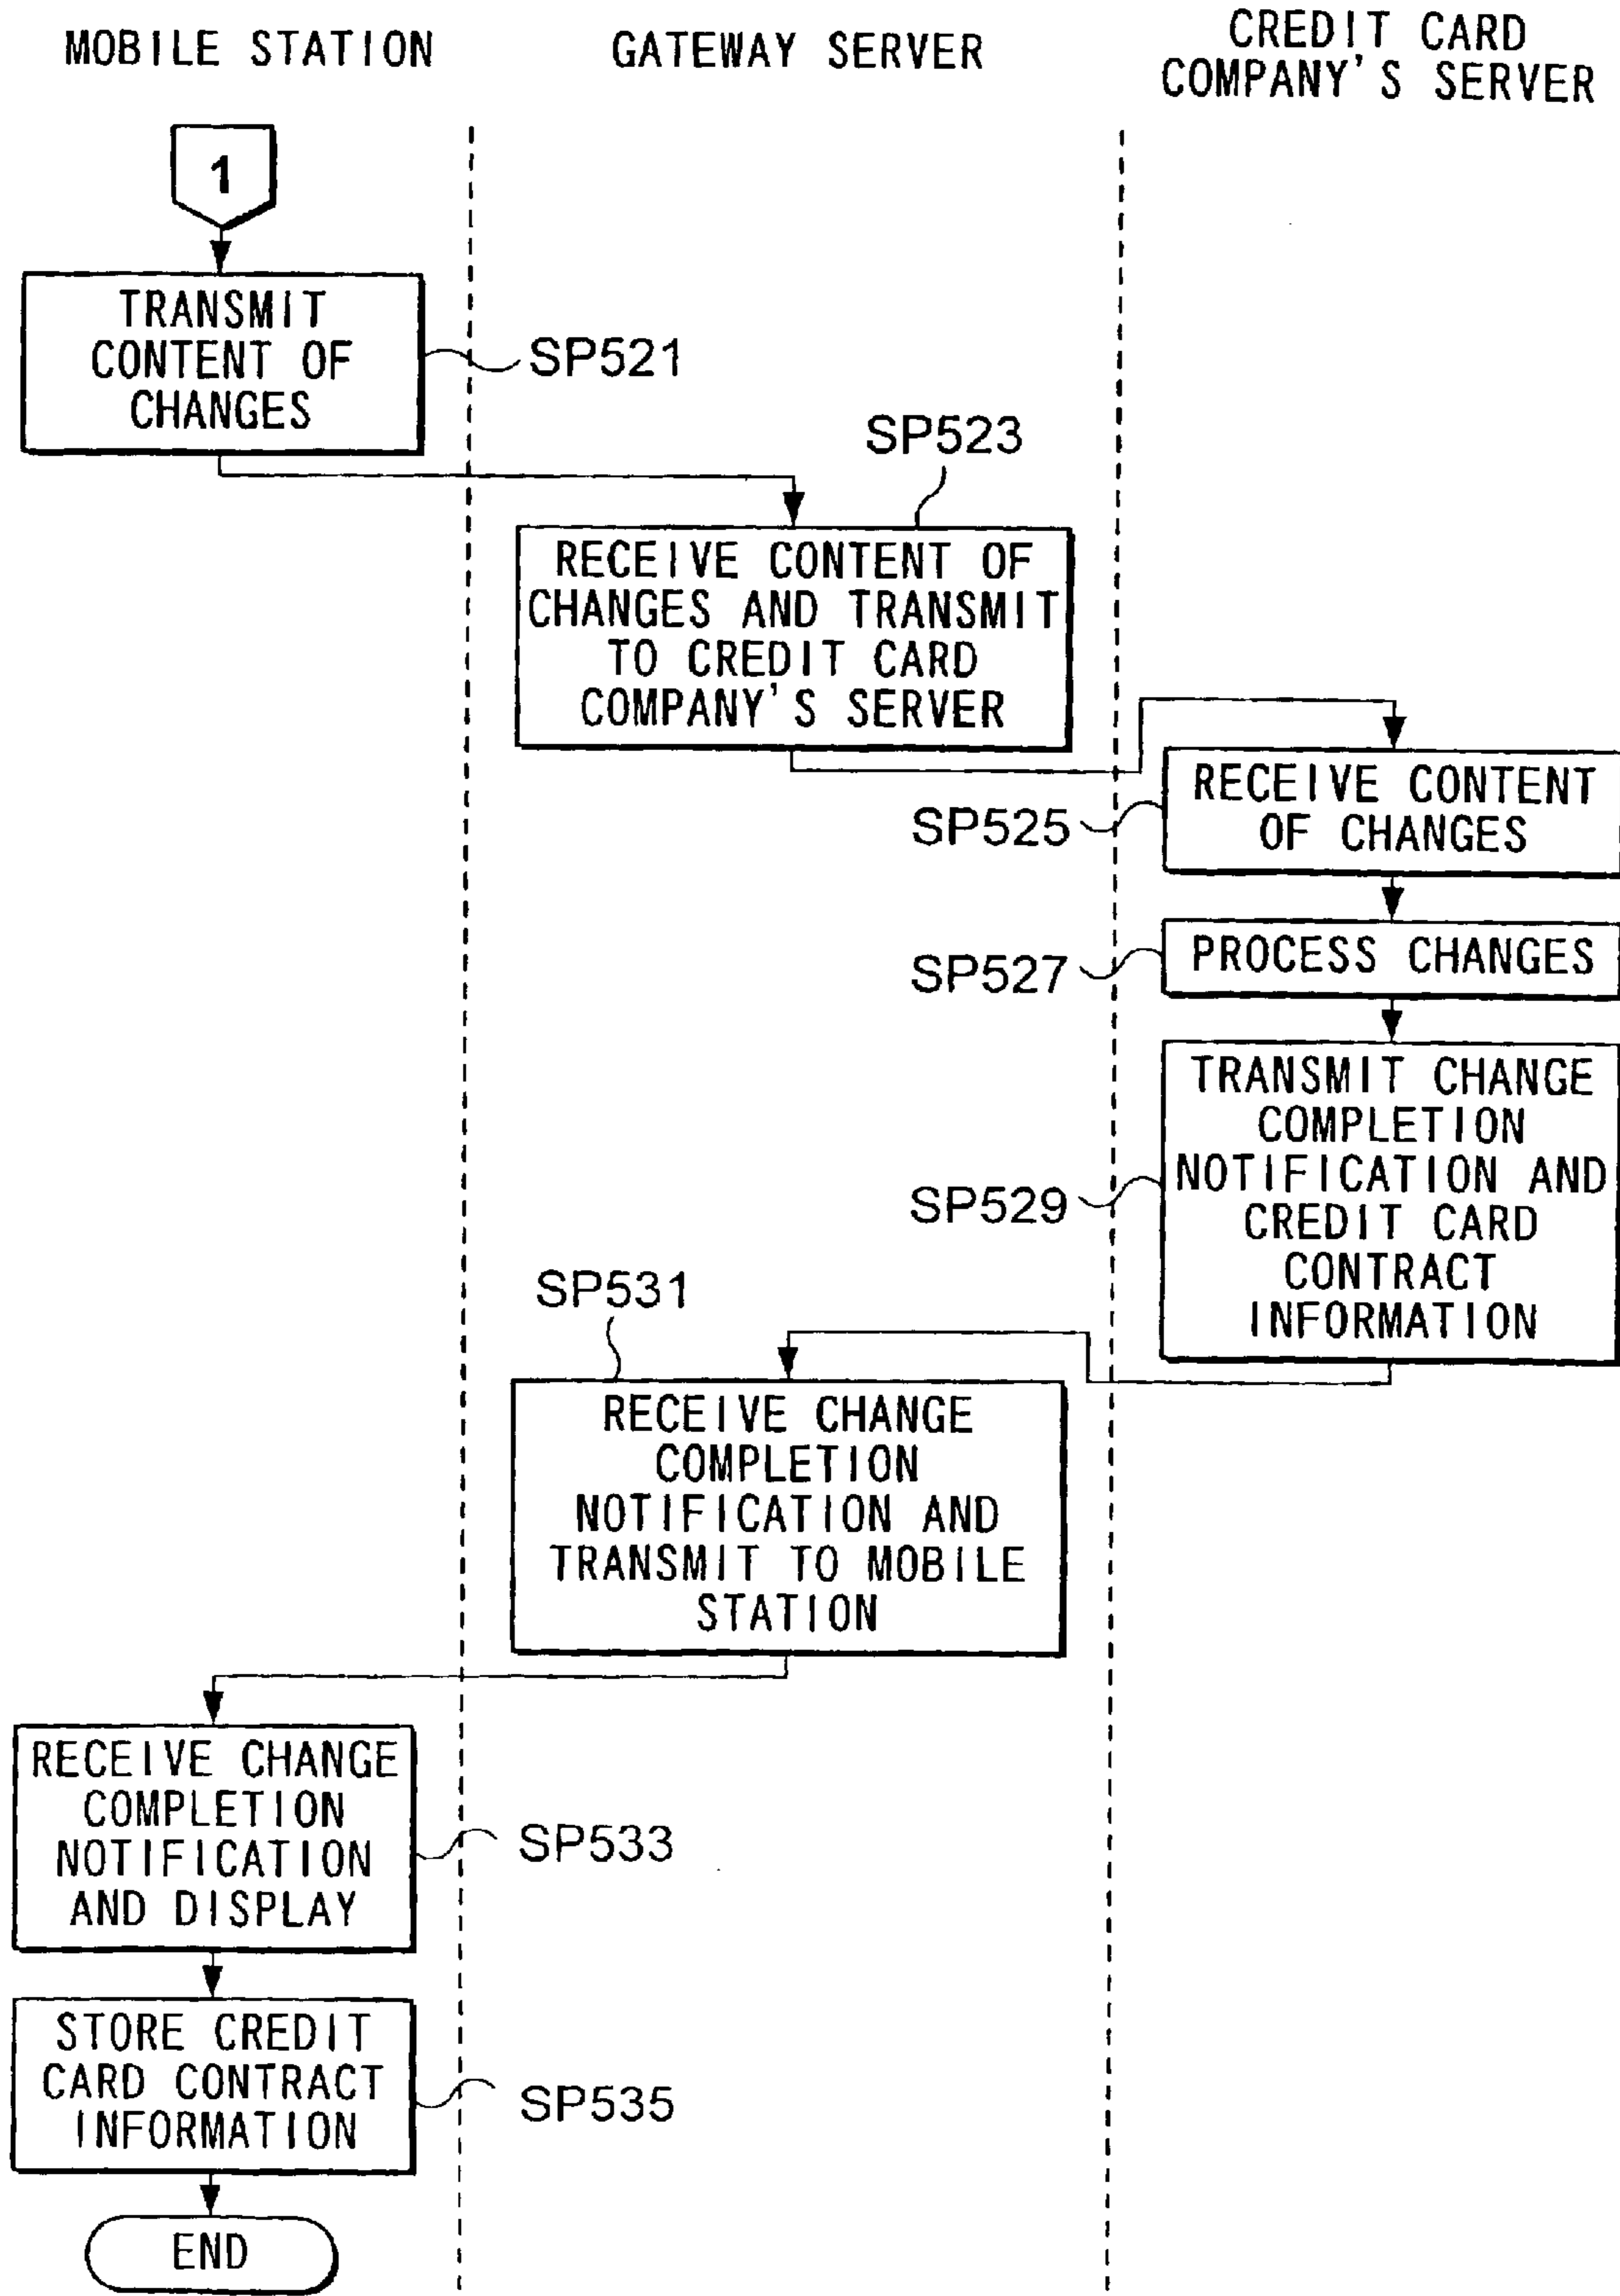 MOBILE STATION
GATEWAY SERVER
CREDIT CARD
COMPANY'S SERVER
1
TRANSMIT
CONTENT OF
CHANGES
SP521
SP523
RECEIVE CONTENT OF
CHANGES AND TRANSMIT
TO CREDIT CARD
COMPANY'S SERVER
RECEIVE CONTENT
OF CHANGES
SP525
PROCESS CHANGES
SP527
TRANSMIT CHANGE
COMPLETION
NOTIFICATION AND
CREDIT CARD
CONTRACT
INFORMATION
SP529
SP531
RECEIVE CHANGE
COMPLETION
NOTIFICATION AND
TRANSMIT TO MOBILE
STATION
RECEIVE CHANGE
COMPLETION
NOTIFICATION
AND DISPLAY
SP533
STORE CREDIT
CARD CONTRACT
INFORMATION
SP535
END